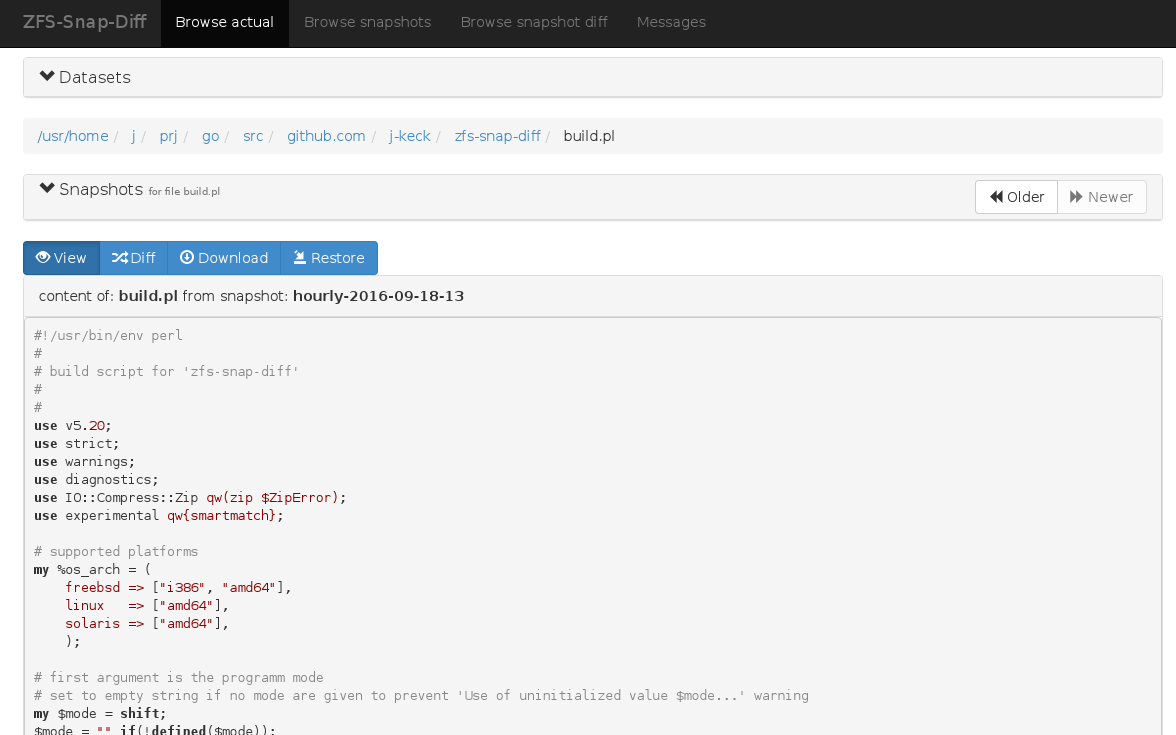 ZFS-Snap-Diff Browse actual Browse snapshots Browse snapshot diff Messages
Datasets
/usr/home / j / prj / go / src / github.com / j-keck / zfs-snap-diff / build.pl
Snapshots for file build.pl Older Newer
View Diff Download Restore
content of: build.pl from snapshot: hourly-2016-09-18-13
#!/usr/bin/env perl
#
# build script for 'zfs-snap-diff'
#
#
use v5.20;
use strict;
use warnings;
use diagnostics;
use IO::Compress::Zip qw(zip $ZipError);
use experimental qw{smartmatch};
# supported platforms
my %os_arch = (
    freebsd => ["i386", "amd64"],
    linux   => ["amd64"],
    solaris => ["amd64"],
    );
# first argument is the programm mode
# set to empty string if no mode are given to prevent 'Use of uninitialized value $mode...' warning
my $mode = shift;
$mode = "" if(!defined($mode));